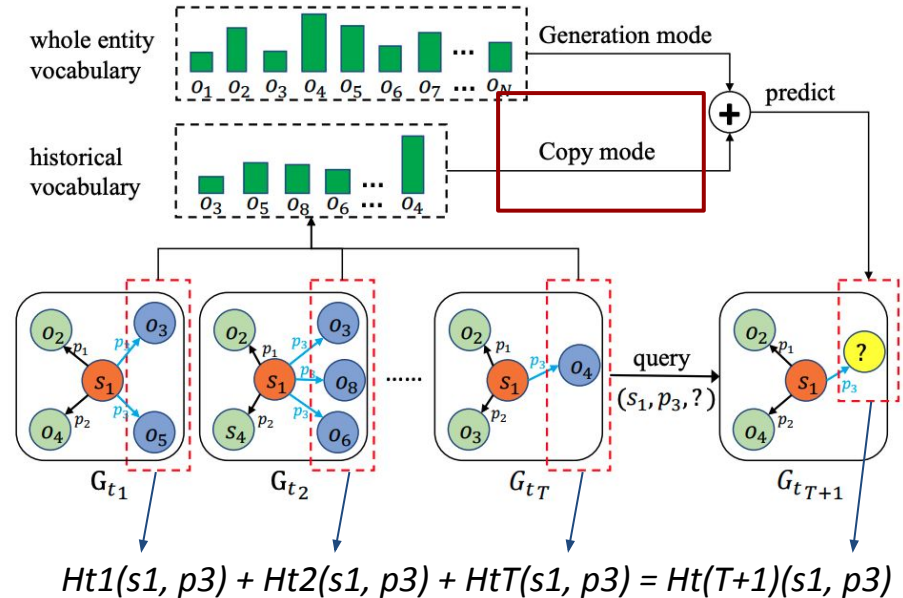 whole entity vocabulary
o1 o2 o3 o4 o5 o6 o7 ... oN
...
Generation mode
predict
+
historical vocabulary
o3 o5 o8 o6 ... o4
...
Copy mode
o2 p1 o3 p3 s1 p2 p3 o4 o5
Gt1
o2 p1 o3 p3 s1 p3 o8 p2 p3 s4 o6
Gt2
......
o2 p1 s1 p3 o4 p2 o3
GtT
query
(s1, p3, ?)
o2 p1 ? s1 p3 p2 o4
GtT+1
Ht1(s1, p3) + Ht2(s1, p3) + HtT(s1, p3) = Ht(T+1)(s1, p3)